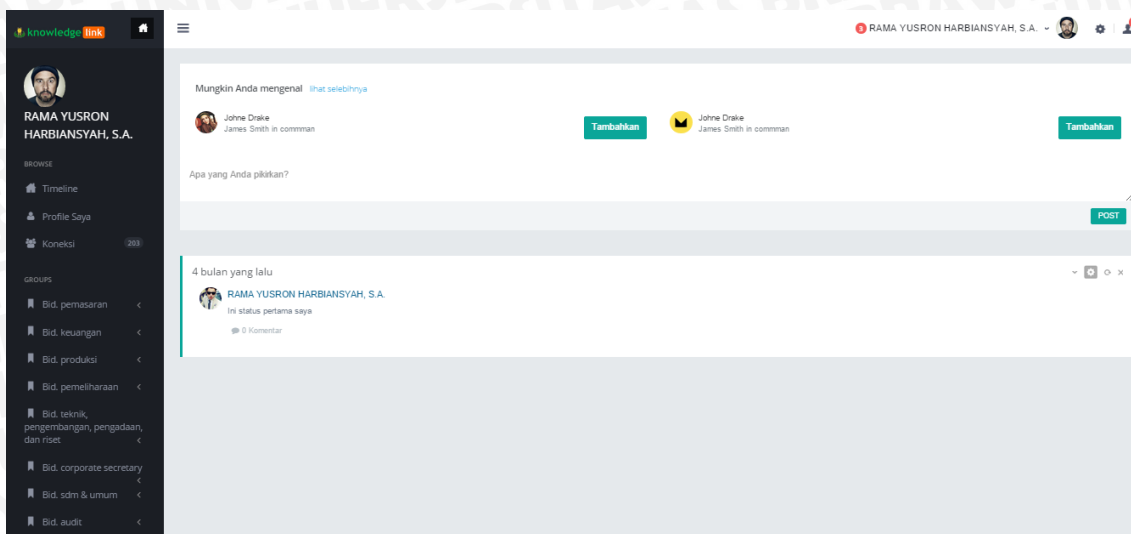 knowledge link
3 RAMA YUSRON HARBIANSYAH, S.A.
RAMA YUSRON
HARBIANSYAH, S.A.
BROWSE
Timeline
Profile Saya
Koneksi 203
GROUPS
Bid. pemasaran
Bid. keuangan
Bid. produksi
Bid. pemeliharaan
Bid. teknik,
pengembangan, pengadaan,
dan riset
Bid. corporate secretary
Bid. sdm & umum
Bid. audit
Mungkin Anda mengenal lihat selebihnya
Johne Drake
James Smith in commman
Tambahkan
Johne Drake
James Smith in commman
Tambahkan
Apa yang Anda pikirkan?
POST
4 bulan yang lalu
RAMA YUSRON HARBIANSYAH, S.A.
Ini status pertama saya
0 Komentar